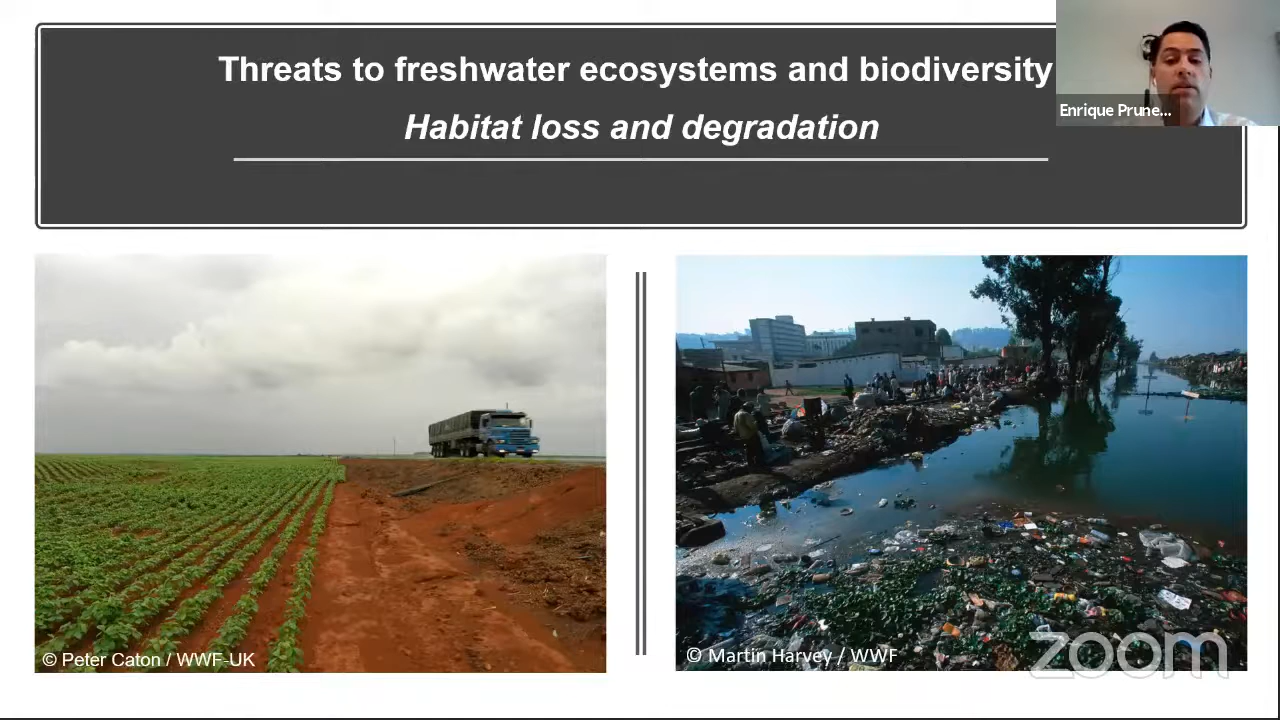 Threats to freshwater ecosystems and biodiversity
Habitat loss and degradation
Enrique Prune...
© Peter Caton / WWF-UK
© Martin Harvey / WWF
zoom